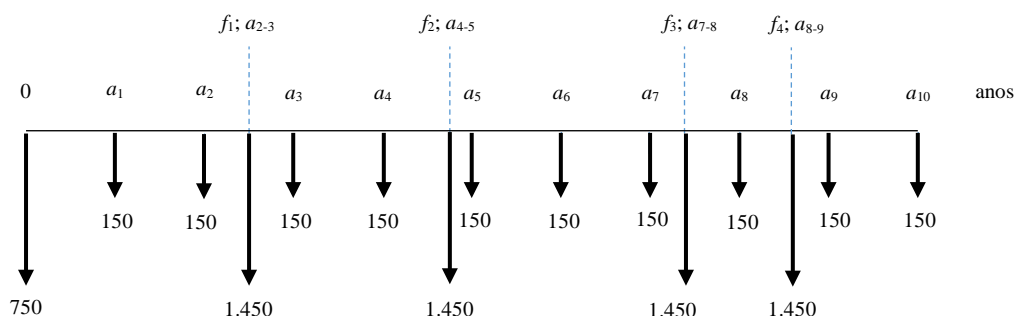 f₁; a₂₋₃ f₂; a₄₋₅ f₃; a₇₋₈ f₄; a₈₋₉
0 a₁ a₂ a₃ a₄ a₅ a₆ a₇ a₈ a₉ a₁₀ anos
150 150 150 150 150 150 150 150 150 150
750 1.450 1.450 1.450 1.450